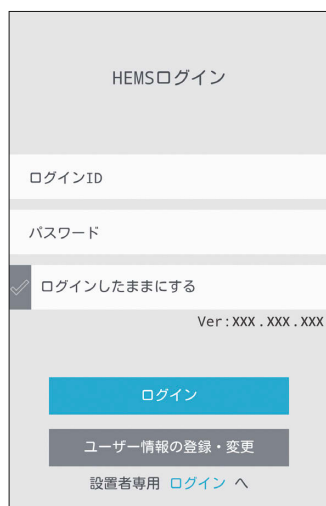 HEMSログイン
ログインID
パスワード
ログインしたままにする
Ver:XXX.XXX.XXX
ログイン
ユーザー情報の登録・変更
設置者専用 ログイン へ